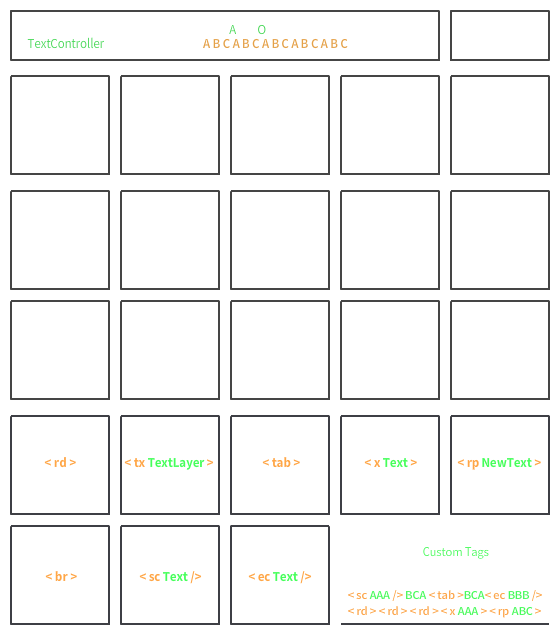 A O
TextController ABCABCABCABCABC
< rd > < tx TextLayer > < tab > < x Text > < rp NewText >
Custom Tags
< br > < sc Text /> < ec Text />
< sc AAA /> BCA < tab >BCA< ec BBB />
< rd > < rd > < rd > < x AAA > < rp ABC >